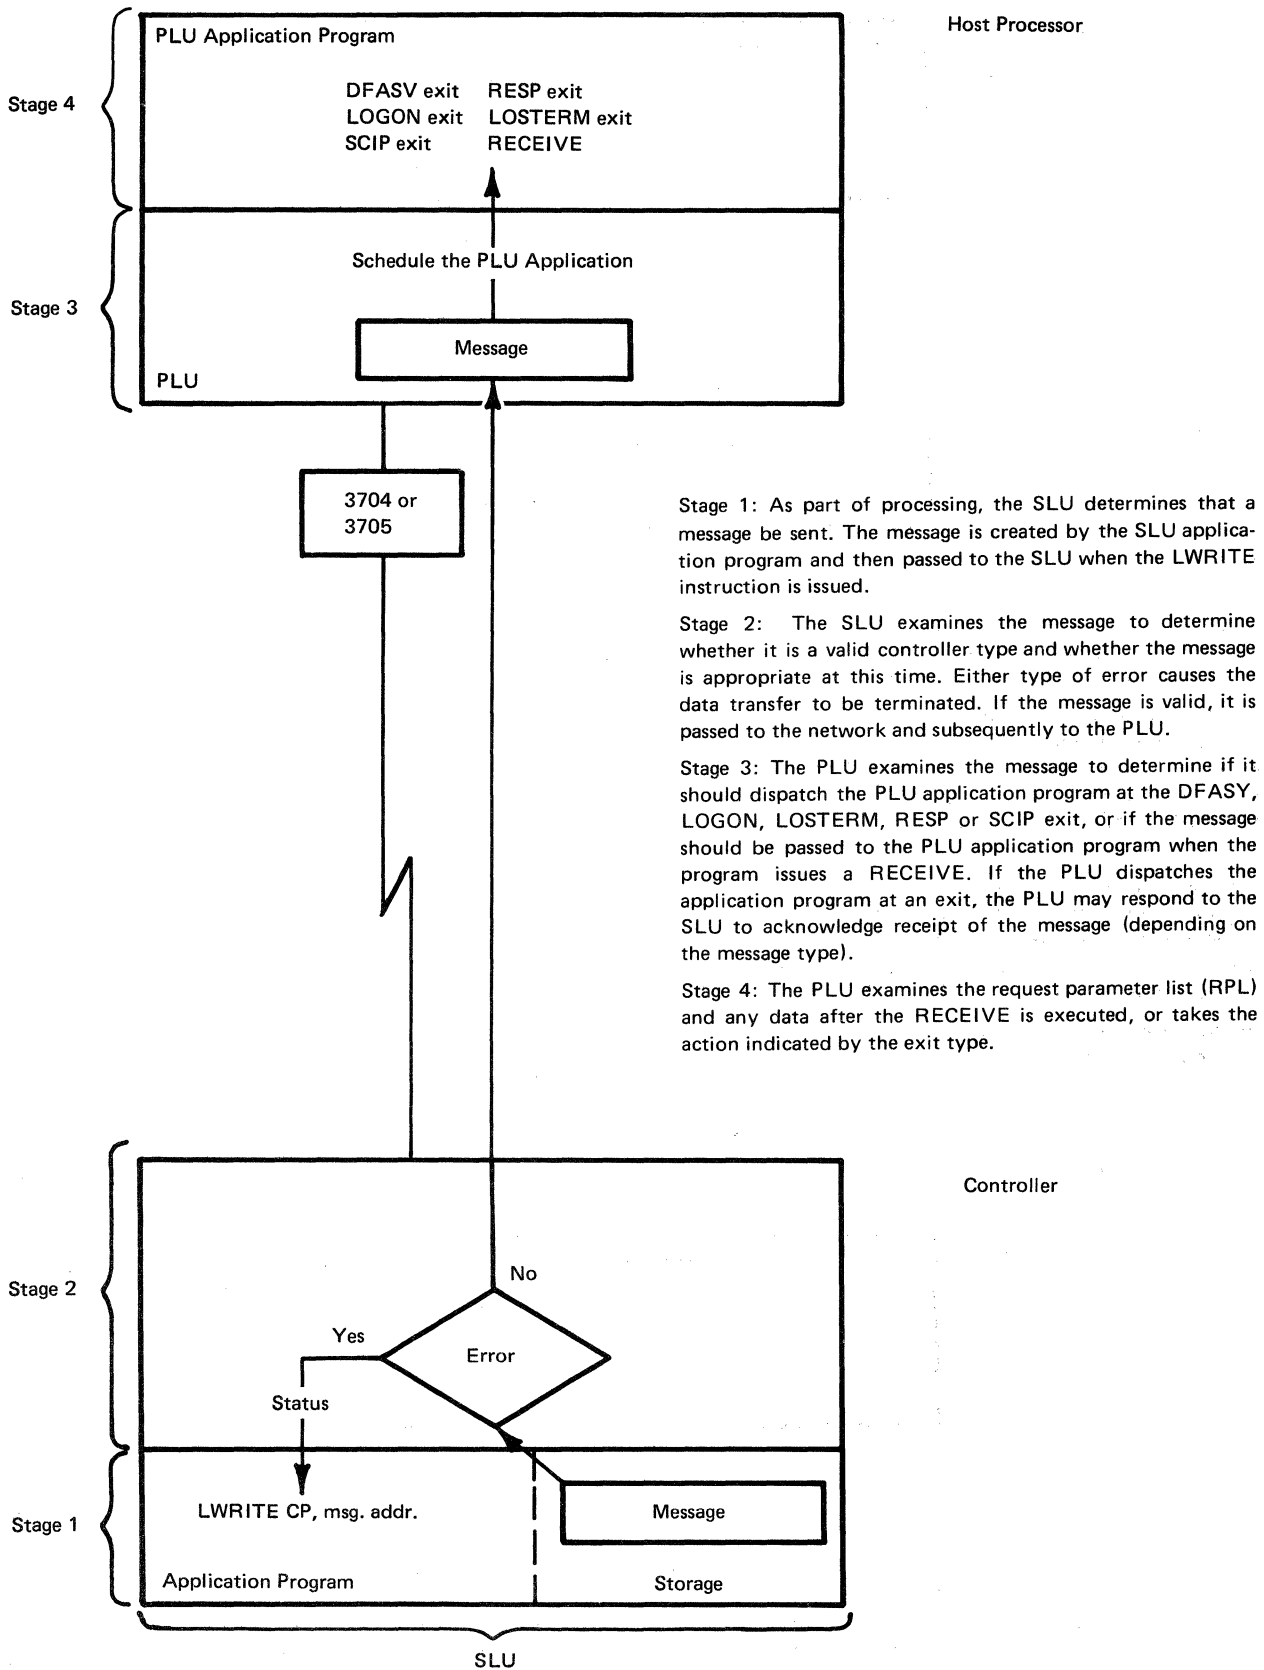 Host Processor
PLU Application Program
DFASV exit RESP exit
LOGON exit LOSTERM exit
SCIP exit RECEIVE
Stage 4
Schedule the PLU Application
Stage 3
Message
PLU
3704 or
3705
Stage 1: As part of processing, the SLU determines that a
message be sent. The message is created by the SLU applica-
tion program and then passed to the SLU when the LWRITE
instruction is issued.
Stage 2: The SLU examines the message to determine
whether it is a valid controller type and whether the message
is appropriate at this time. Either type of error causes the
data transfer to be terminated. If the message is valid, it is
passed to the network and subsequently to the PLU.
Stage 3: The PLU examines the message to determine if it
should dispatch the PLU application program at the DFASY,
LOGON, LOSTERM, RESP or SCIP exit, or if the message
should be passed to the PLU application program when the
program issues a RECEIVE. If the PLU dispatches the
application program at an exit, the PLU may respond to the
SLU to acknowledge receipt of the message (depending on
the message type).
Stage 4: The PLU examines the request parameter list (RPL)
and any data after the RECEIVE is executed, or takes the
action indicated by the exit type.
Controller
No
Stage 2
Yes
Error
Status
LWRITE CP, msg. addr.
Message
Stage 1
Application Program
Storage
SLU